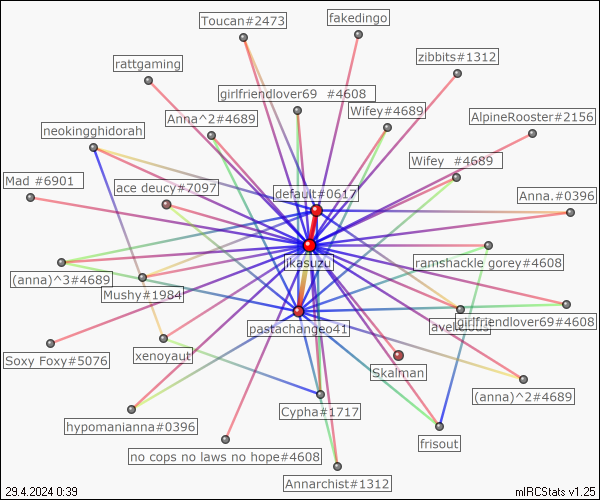 Toucan#2473
fakedingo
zibbits#1312
rattgaming
girlfriendlover69 #4608
Wifey#4689
Anna^2#4689
AlpineRooster#2156
neokingghidorah
Wifey #4689
Mad #6901
ace deucy#7097
default#0617
Anna.#0396
ikasuzu
ramshackle gorey#4608
(anna)^3#4689
Mushy#1984
girlfriendlover69#4608
pastachangeo41
xenoyaut
Soxy Foxy#5076
Skalman
(anna)^2#4689
Cypha#1717
hypomanianna#0396
frisout
no cops no laws no hope#4608
Annarchist#1312
29.4.2024 0:39
mIRCStats v1.25